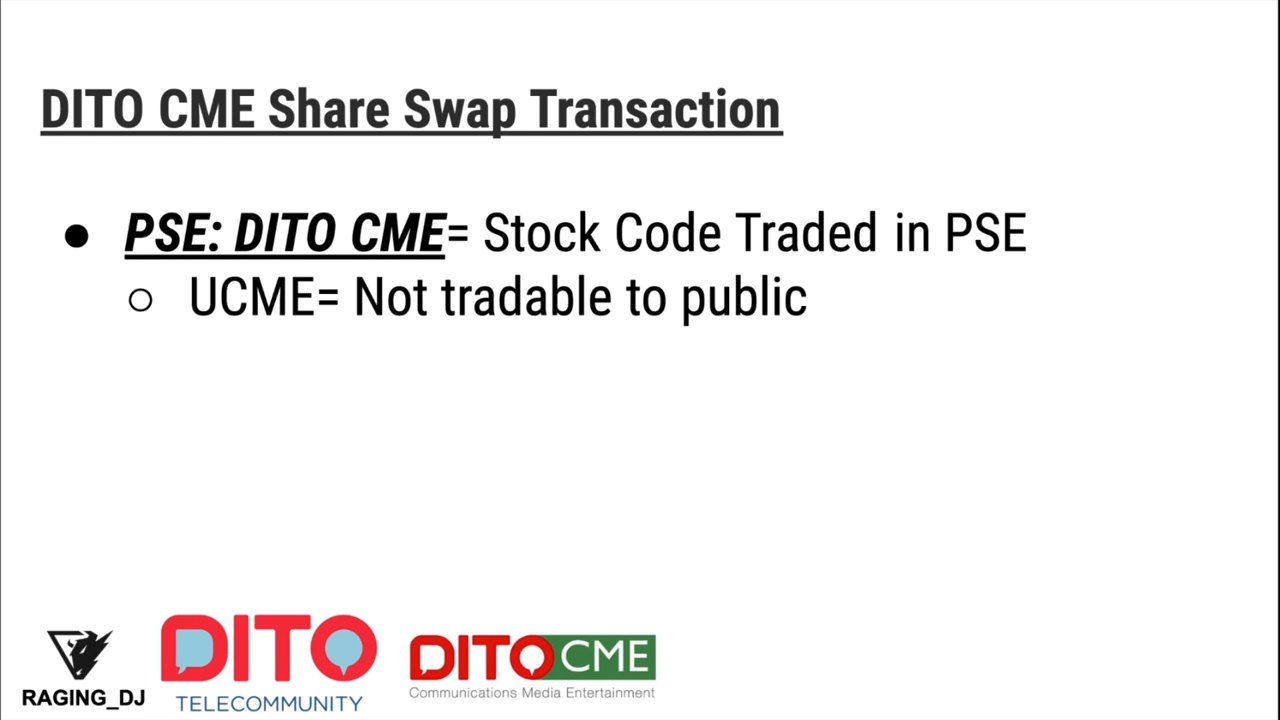 DITO CME Share Swap Transaction
● PSE: DITO CME= Stock Code Traded in PSE
○ UCME= Not tradable to public
RAGING_DJ
DITO
TELECOMMUNITY
DITO CME
Communications Media Entertainment